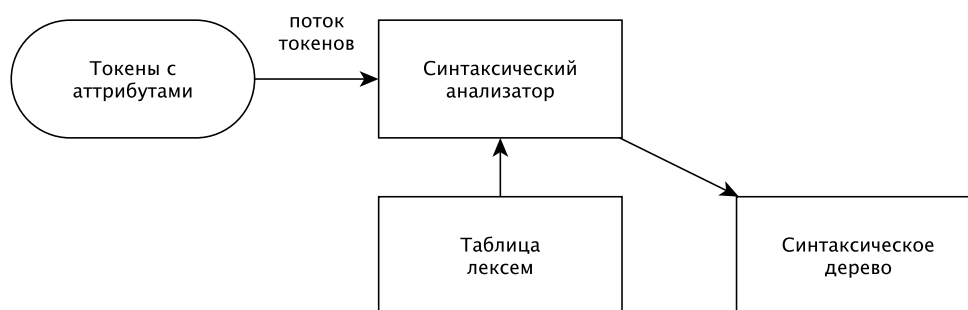 поток
токенов
Токены с
аттрибутами
Синтаксический
анализатор
Таблица
лексем
Синтаксическое
дерево